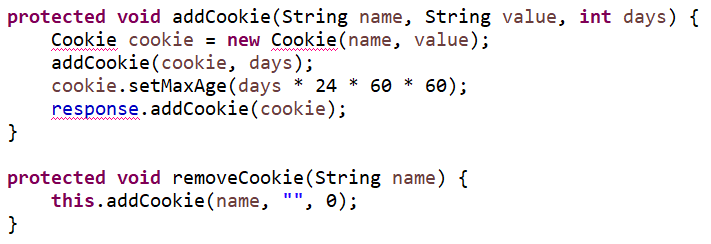 protected void addCookie(String name, String value, int days) {
    Cookie cookie = new Cookie(name, value);
    addCookie(cookie, days);
    cookie.setMaxAge(days * 24 * 60 * 60);
    response.addCookie(cookie);
}

protected void removeCookie(String name) {
    this.addCookie(name, "", 0);
}